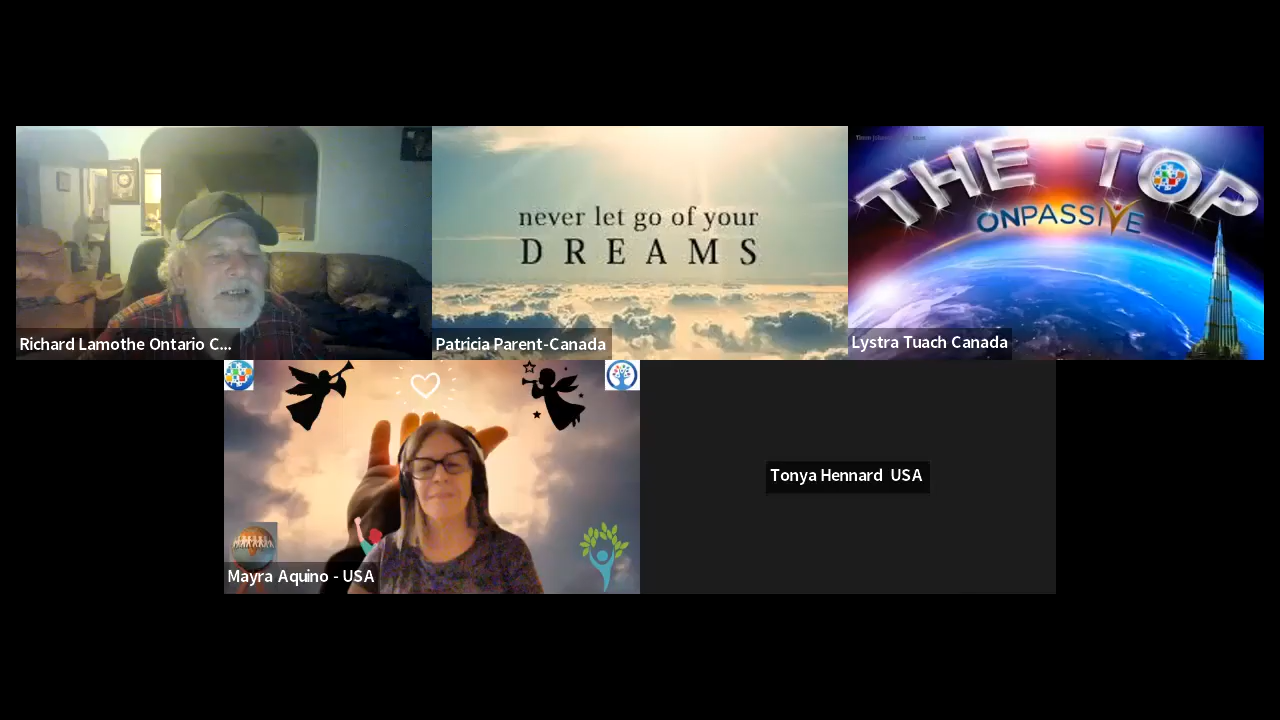 Richard Lamothe Ontario C...
never let go of your
DREAMS
Patricia Parent-Canada
THE TOP
ONPASSIVE
Lystra Tuach Canada
Mayra Aquino - USA
Tonya Hennard USA